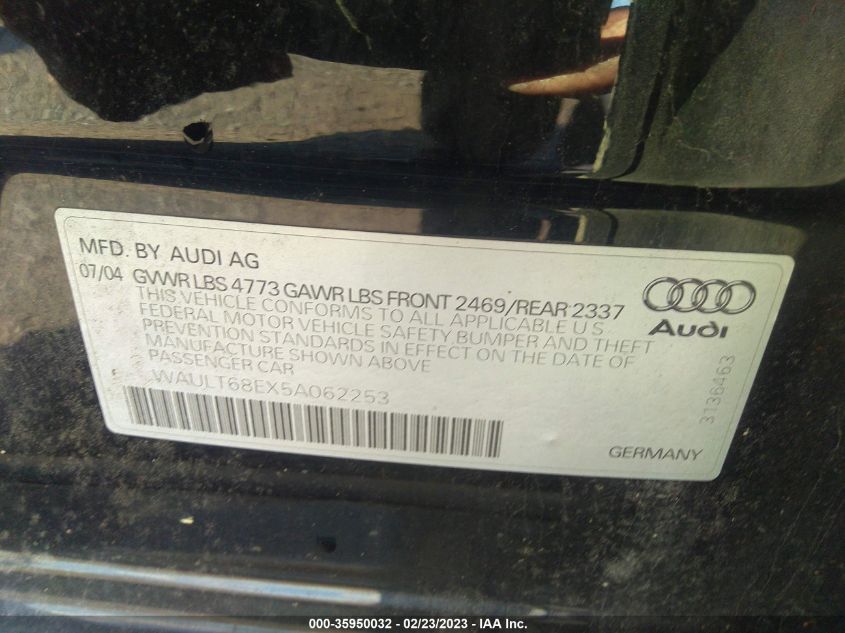 MFD. BY AUDI AG
07/04 GVWR LBS 4773 GAWR LBS FRONT 2469/REAR 2337
THIS VEHICLE CONFORMS TO ALL APPLICABLE U.S.
FEDERAL MOTOR VEHICLE SAFETY, BUMPER AND THEFT
PREVENTION STANDARDS IN EFFECT ON THE DATE OF
MANUFACTURE SHOWN ABOVE
PASSENGER CAR
WAULT68EX5A062253
Audi
3136463
GERMANY
000-35950032 - 02/23/2023 - IAA Inc.